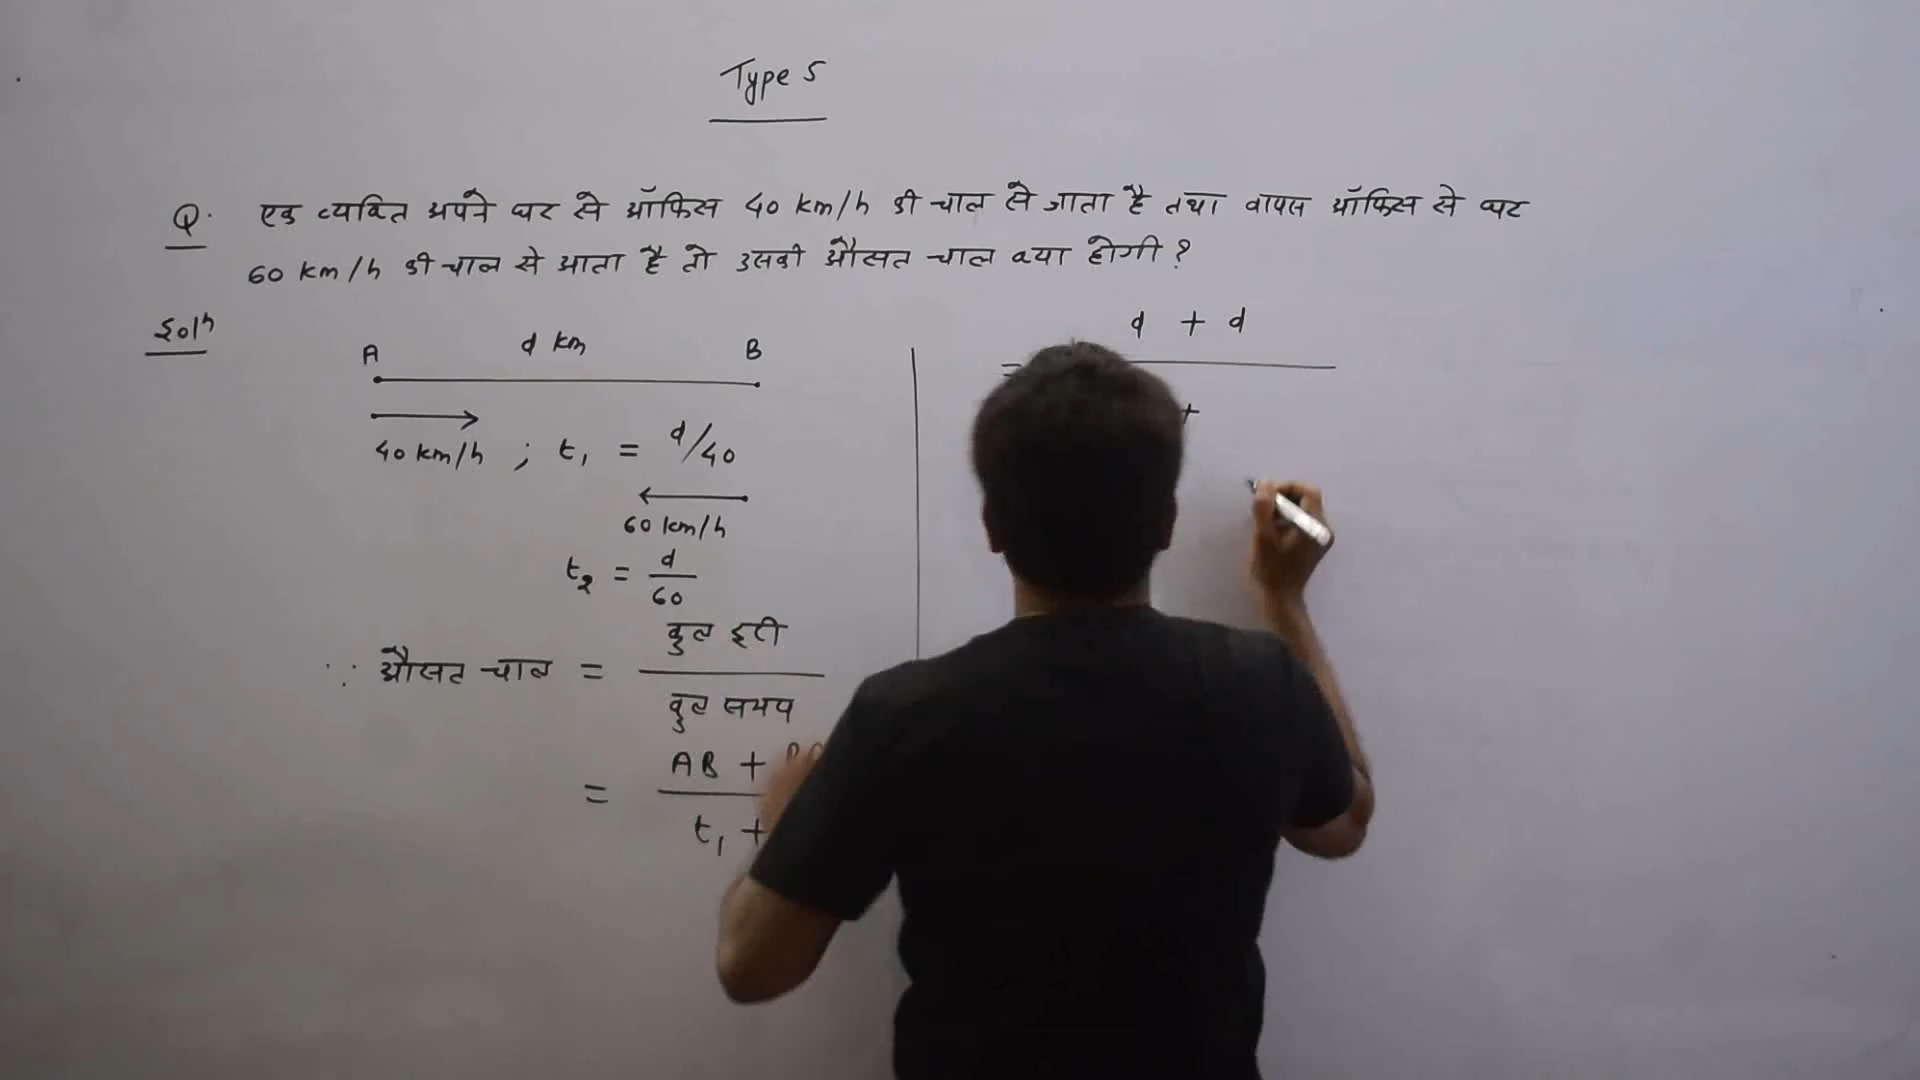 Type 5
Q. एक व्यक्ति अपने घर से ऑफिस 40 km/h की चाल से जाता है तथा वापस ऑफिस से घर
60 km/h की चाल से आता है तो उसकी औसत चाल क्या होगी ?
Solⁿ
A d km B
40 km/h ; t₁ = d/40
60 km/h
t₂ = d/60
∵ औसत चाल = कुल दूरी / कुल समय
= AB + / t₁ +
= d + d
+